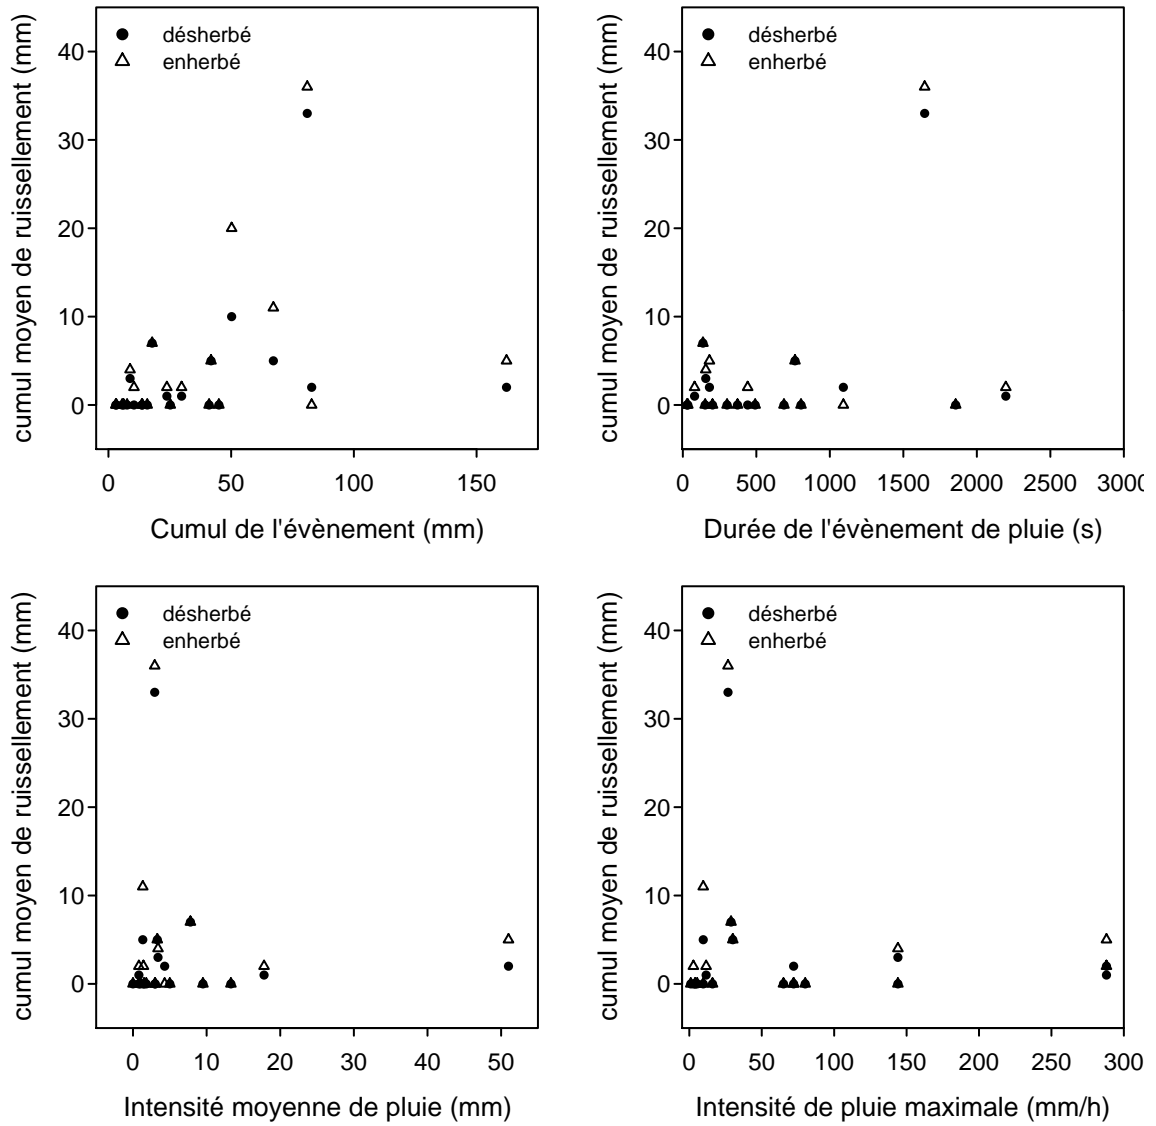 cumul moyen de ruissellement (mm)
40
30
20
10
0
désherbé
enherbé
0 50 100 150
Cumul de l'évènement (mm)
cumul moyen de ruissellement (mm)
40
30
20
10
0
désherbé
enherbé
0 500 1000 1500 2000 2500 3000
Durée de l'évènement de pluie (s)
cumul moyen de ruissellement (mm)
40
30
20
10
0
désherbé
enherbé
0 10 20 30 40 50
Intensité moyenne de pluie (mm)
cumul moyen de ruissellement (mm)
40
30
20
10
0
désherbé
enherbé
0 50 100 150 200 250 300
Intensité de pluie maximale (mm/h)